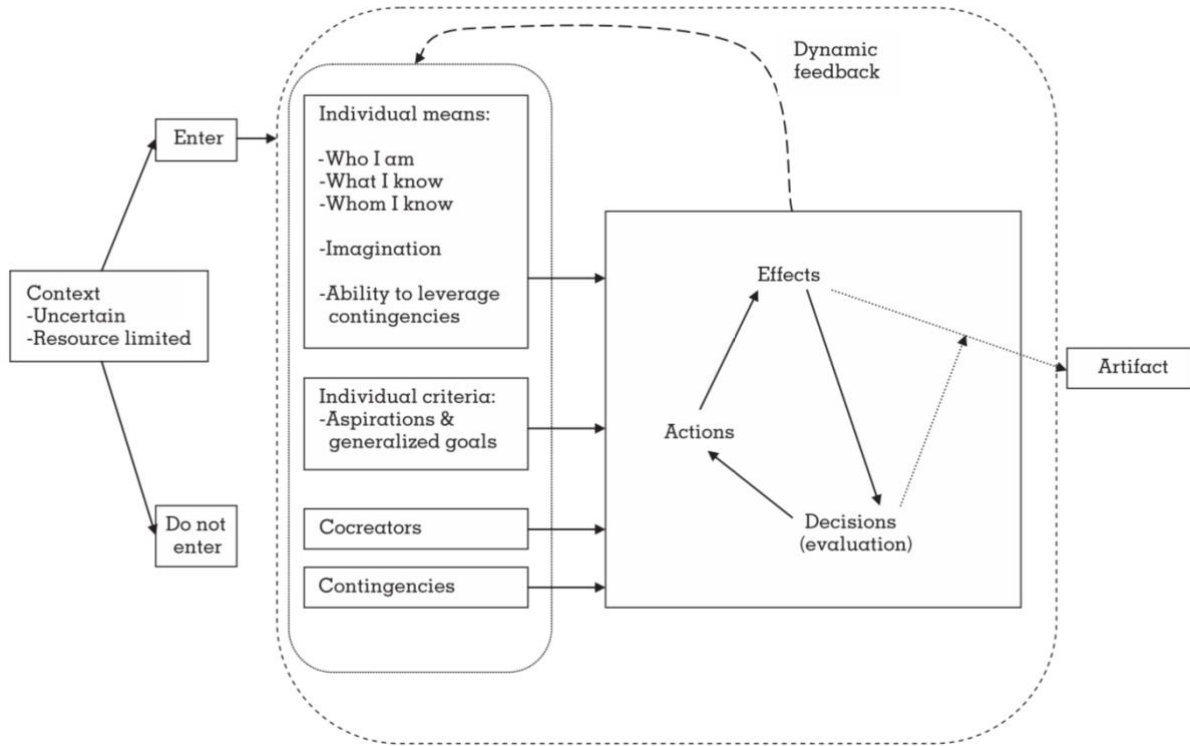 Dynamic
feedback
Enter
Individual means:
-Who I am
-What I know
-Whom I know
-Imagination
-Ability to leverage
contingencies
Context
-Uncertain
-Resource limited
Individual criteria:
-Aspirations &
generalized goals
Cocreators
Contingencies
Do not
enter
Effects
Actions
Decisions
(evaluation)
Artifact